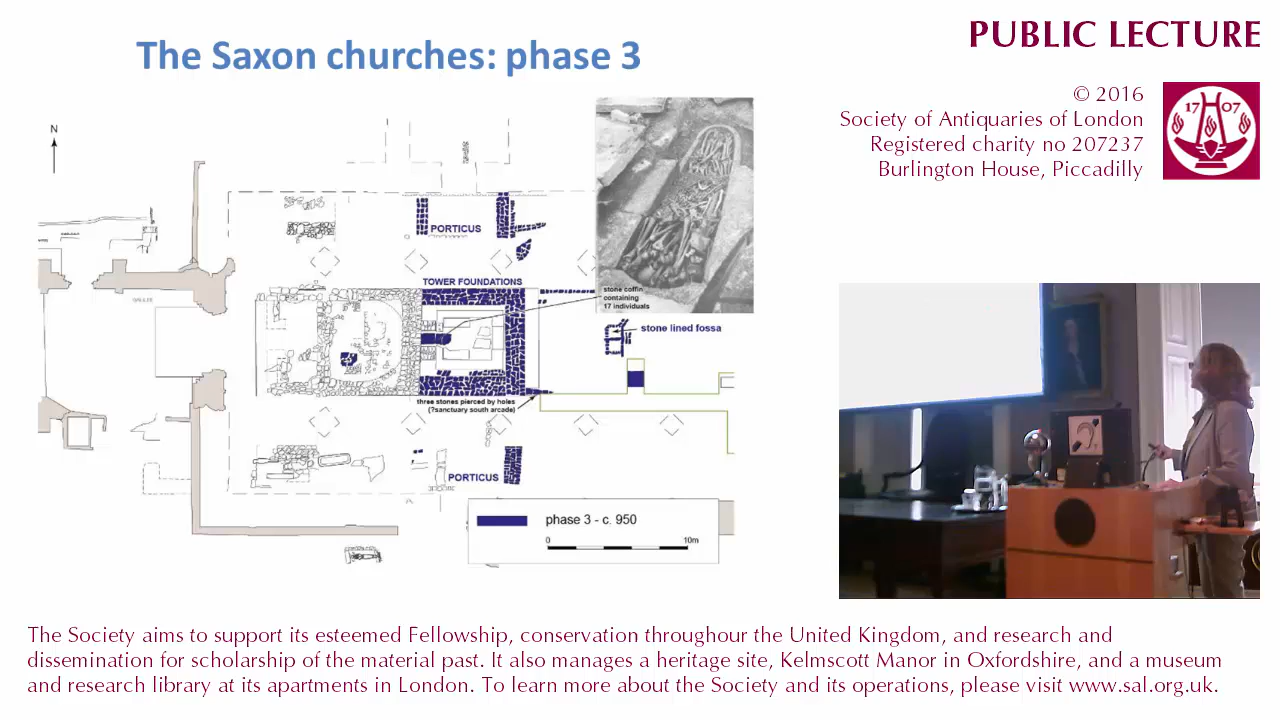 The Saxon churches: phase 3
N
PORTICUS
TOWER FOUNDATIONS
stone coffin
containing
17 individuals
stone lined fossa
three stones pierced by holes
(?sanctuary south arcade)
PORTICUS
phase 3 - c. 950
0 10m
PUBLIC LECTURE
© 2016
Society of Antiquaries of London
Registered charity no 207237
Burlington House, Piccadilly
17 07
The Society aims to support its esteemed Fellowship, conservation throughour the United Kingdom, and research and
dissemination for scholarship of the material past. It also manages a heritage site, Kelmscott Manor in Oxfordshire, and a museum
and research library at its apartments in London. To learn more about the Society and its operations, please visit www.sal.org.uk.